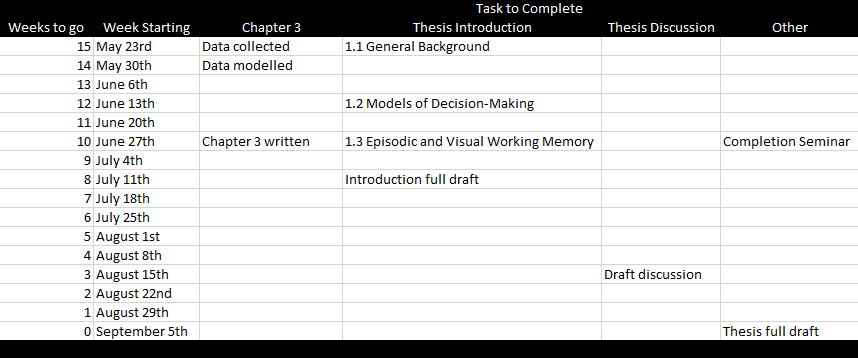 Task to Complete
Weeks to go Week Starting Chapter 3 Thesis Introduction Thesis Discussion Other
15 May 23rd Data collected 1.1 General Background
14 May 30th Data modelled
13 June 6th
12 June 13th 1.2 Models of Decision-Making
11 June 20th
10 June 27th Chapter 3 written 1.3 Episodic and Visual Working Memory Completion Seminar
9 July 4th
8 July 11th Introduction full draft
7 July 18th
6 July 25th
5 August 1st
4 August 8th
3 August 15th Draft discussion
2 August 22nd
1 August 29th
0 September 5th Thesis full draft